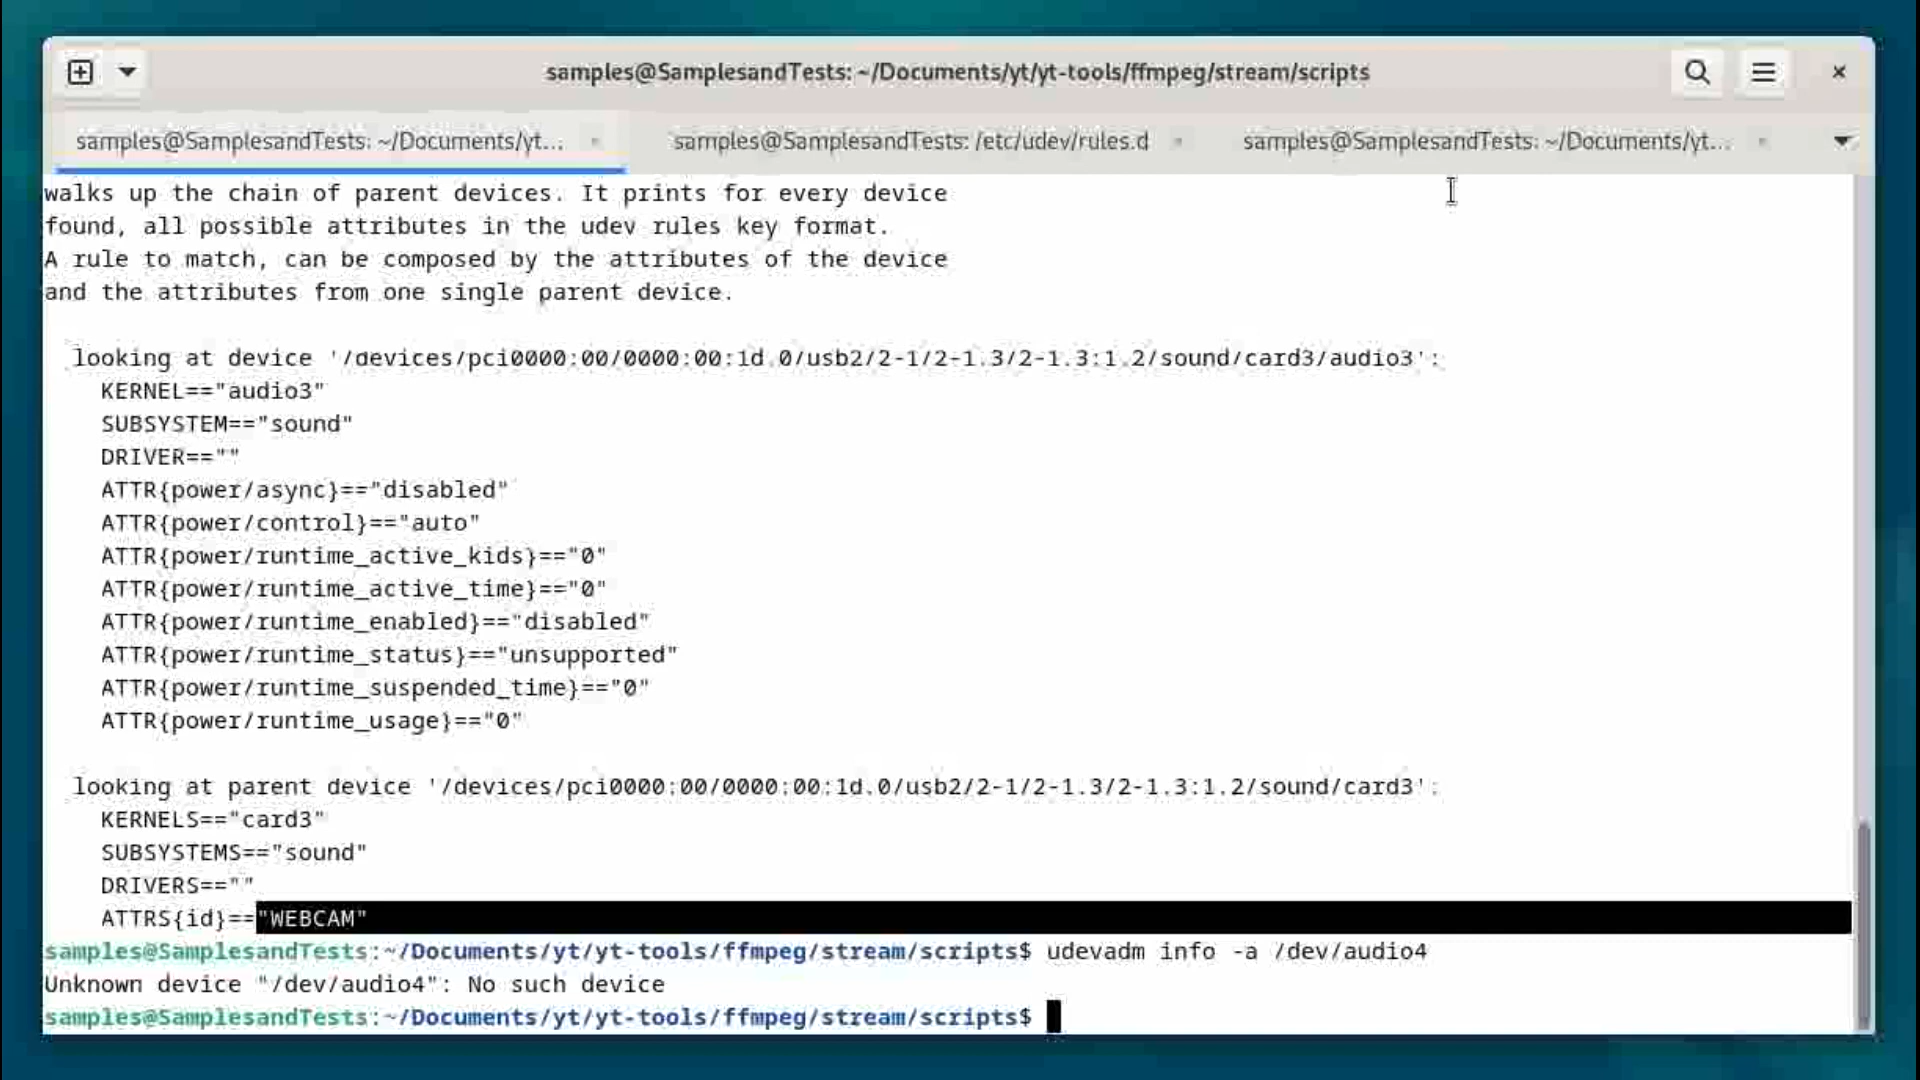 samples@SamplesandTests: ~/Documents/yt/yt-tools/ffmpeg/stream/scripts
samples@SamplesandTests: ~/Documents/yt... samples@SamplesandTests: /etc/udev/rules.d samples@SamplesandTests: ~/Documents/yt...
walks up the chain of parent devices. It prints for every device
found, all possible attributes in the udev rules key format.
A rule to match, can be composed by the attributes of the device
and the attributes from one single parent device.
looking at device '/devices/pci0000:00/0000:00:1d.0/usb2/2-1/2-1.3/2-1.3:1.2/sound/card3/audio3':
KERNEL=="audio3"
SUBSYSTEM=="sound"
DRIVER==""
ATTR{power/async}=="disabled"
ATTR{power/control}=="auto"
ATTR{power/runtime_active_kids}=="0"
ATTR{power/runtime_active_time}=="0"
ATTR{power/runtime_enabled}=="disabled"
ATTR{power/runtime_status}=="unsupported"
ATTR{power/runtime_suspended_time}=="0"
ATTR{power/runtime_usage}=="0"
looking at parent device '/devices/pci0000:00/0000:00:1d.0/usb2/2-1/2-1.3/2-1.3:1.2/sound/card3':
KERNELS=="card3"
SUBSYSTEMS=="sound"
DRIVERS==""
ATTRS{id}=="WEBCAM"
samples@SamplesandTests:~/Documents/yt/yt-tools/ffmpeg/stream/scripts$ udevadm info -a /dev/audio4
Unknown device "/dev/audio4": No such device
samples@SamplesandTests:~/Documents/yt/yt-tools/ffmpeg/stream/scripts$